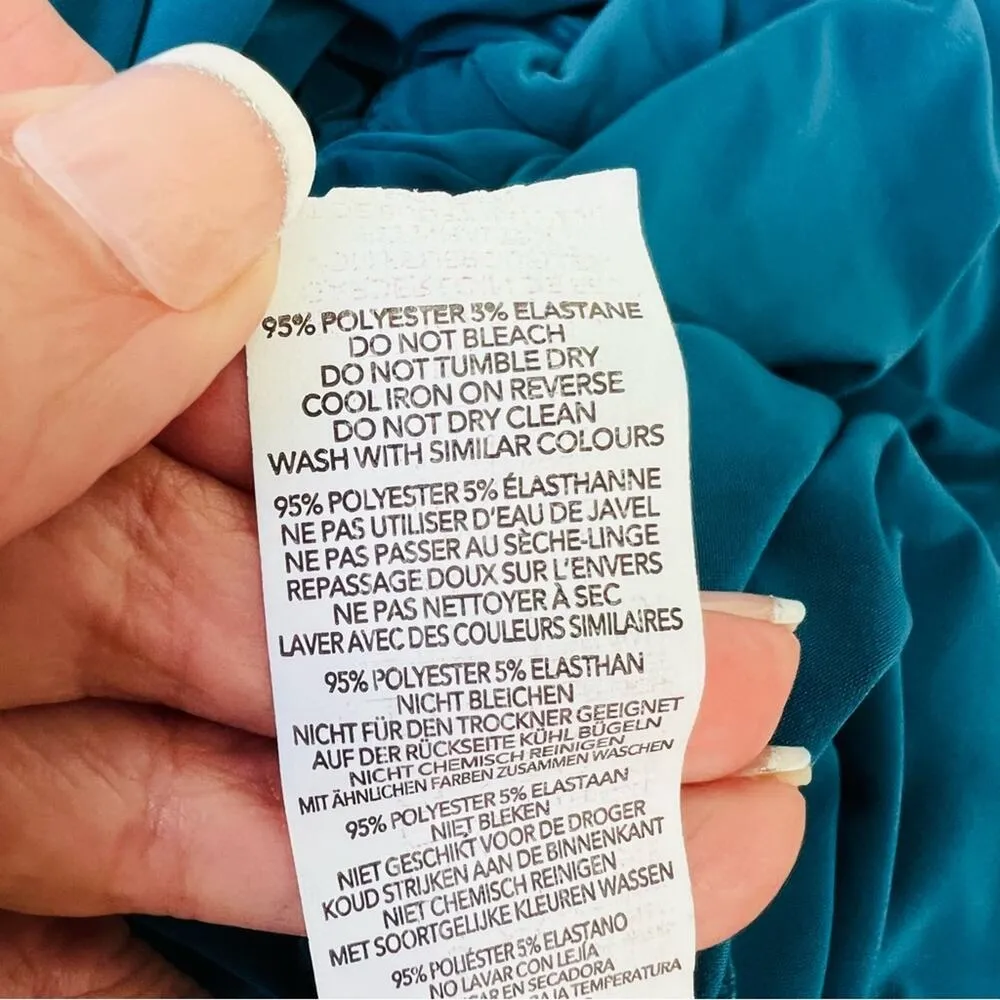 95% POLYESTER 5% ELASTANE
DO NOT BLEACH
DO NOT TUMBLE DRY
COOL IRON ON REVERSE
DO NOT DRY CLEAN
WASH WITH SIMILAR COLOURS
95% POLYESTER 5% ÉLASTHANNE
NE PAS UTILISER D'EAU DE JAVEL
NE PAS PASSER AU SÈCHE-LINGE
REPASSAGE DOUX SUR L'ENVERS
NE PAS NETTOYER À SEC
LAVER AVEC DES COULEURS SIMILAIRES
95% POLYESTER 5% ELASTHAN
NICHT BLEICHEN
NICHT FÜR DEN TROCKNER GEEIGNET
AUF DER RÜCKSEITE KÜHL BÜGELN
NICHT CHEMISCH REINIGEN
MIT ÄHNLICHEN FARBEN ZUSAMMEN WASCHEN
95% POLYESTER 5% ELASTAAN
NIET BLEKEN
NIET GESCHIKT VOOR DE DROGER
KOUD STRIJKEN AAN DE BINNENKANT
NIET CHEMISCH REINIGEN
MET SOORTGELIJKE KLEUREN WASSEN
95% POLIÉSTER 5% ELASTANO
NO LAVAR CON LEJÍA
EN SECADORA
BAJA TEMPERATURA